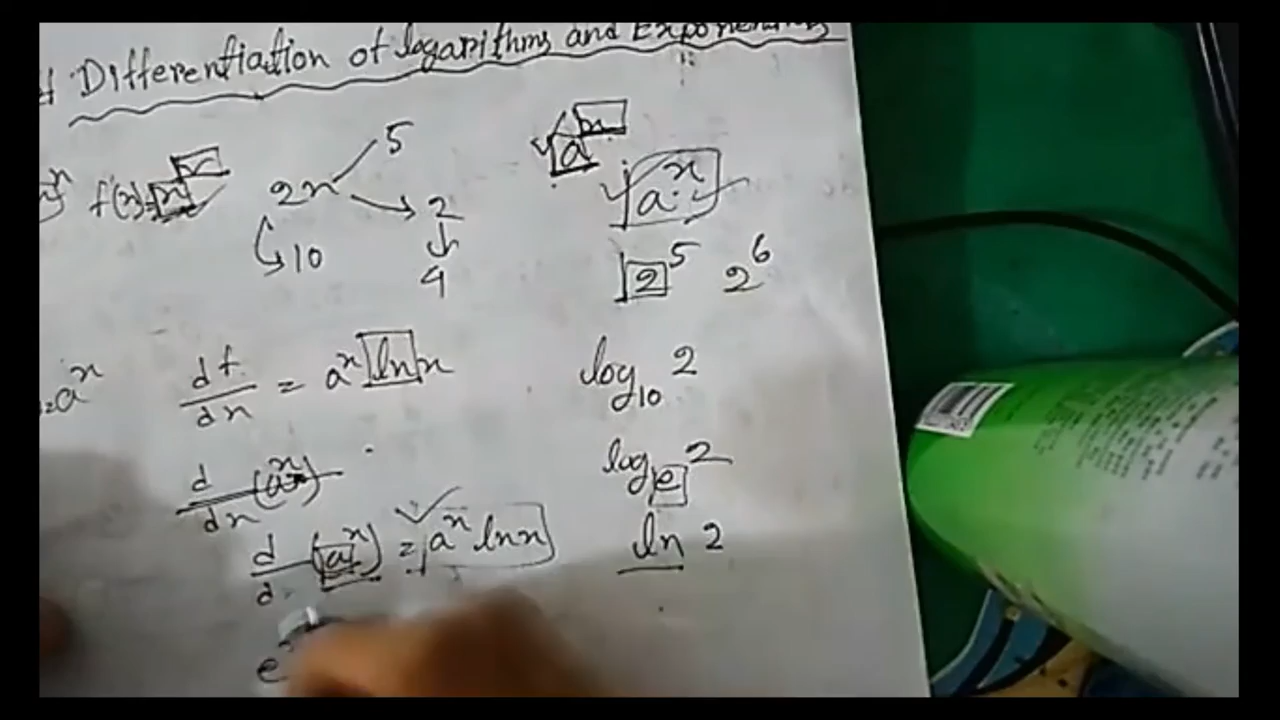 Differentiation of logarithms and Exponentials
f(x)=x^x 2x 5 a^x
10 2 a^x
4 2^5 2^6
=a^x df/dx = a^x ln x log_10 2
d/dx (a^x) log_e 2
d/d (a^x) = a^x ln x ln 2
e